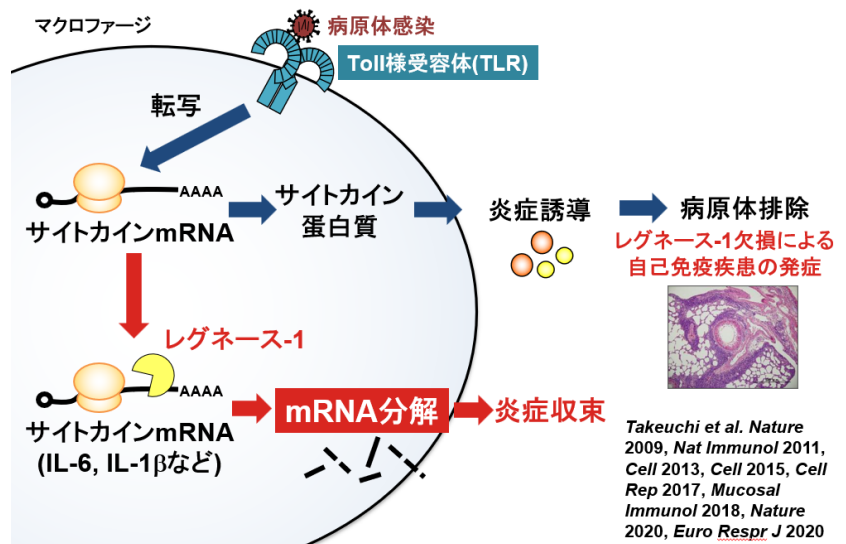 マクロファージ
病原体感染
Toll様受容体(TLR)
転写
AAAA
サイトカインmRNA
サイトカイン
蛋白質
炎症誘導
病原体排除
レグネース-1欠損による
自己免疫疾患の発症
レグネース-1
AAAA
サイトカインmRNA
(IL-6, IL-1βなど)
mRNA分解
炎症収束
Takeuchi et al. Nature
2009, Nat Immunol 2011,
Cell 2013, Cell 2015, Cell
Rep 2017, Mucosal
Immunol 2018, Nature
2020, Euro Respr J 2020